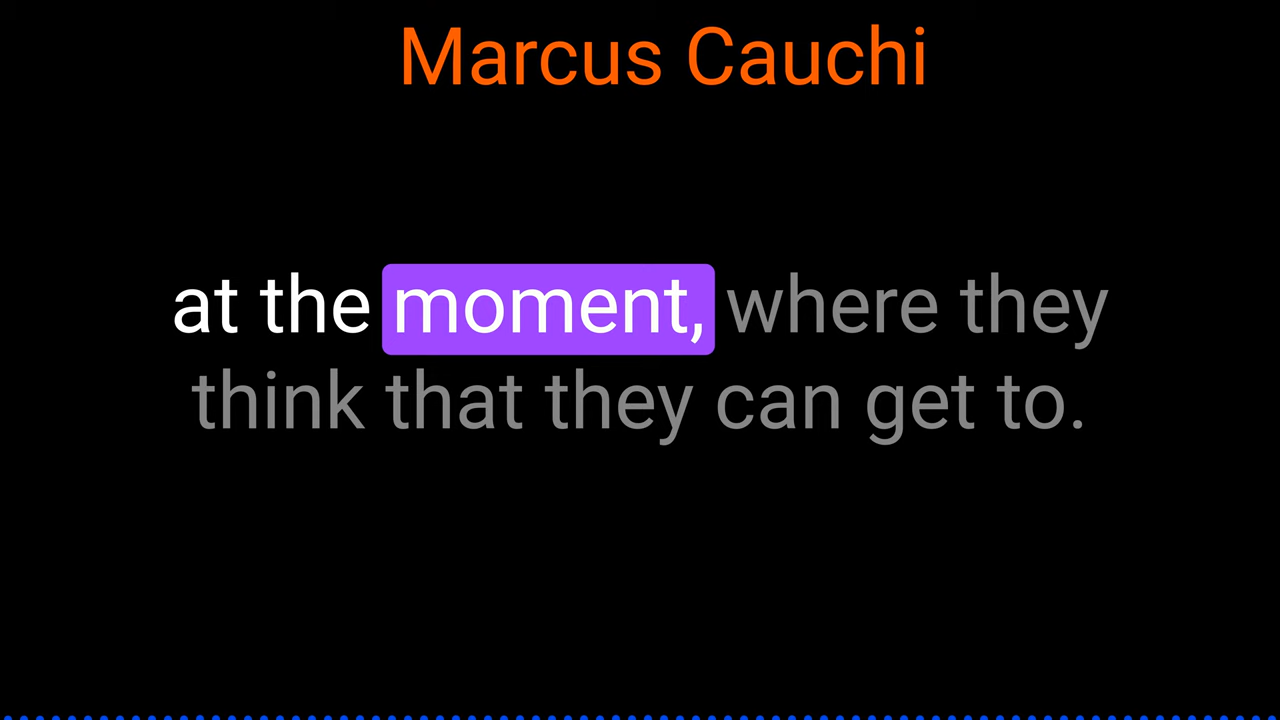 Marcus Cauchi
at the moment, where they
think that they can get to.